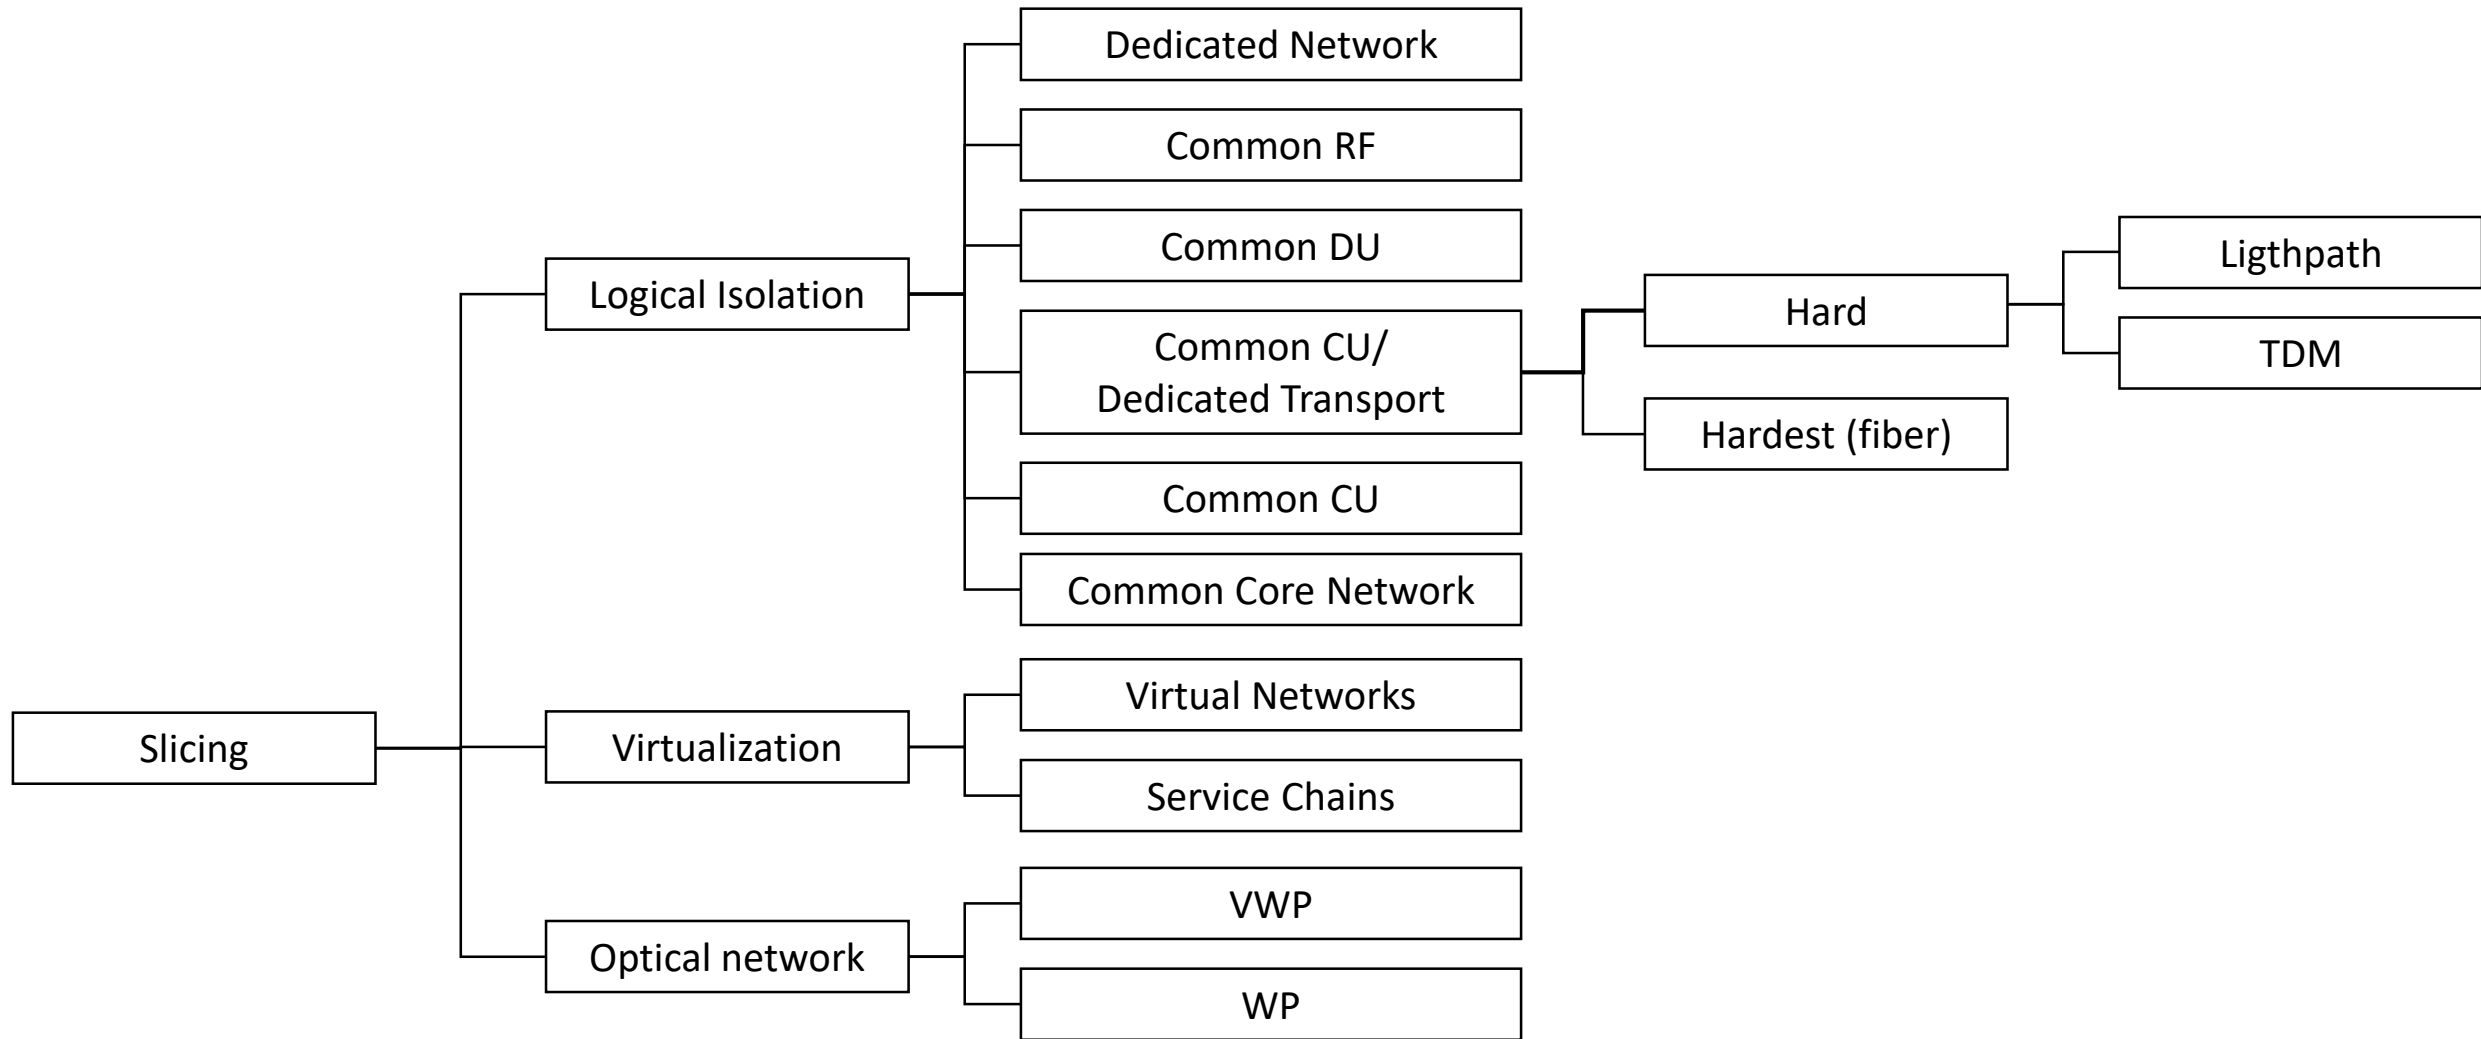 Dedicated Network
Common RF
Common DU
Ligthpath
Logical Isolation
Hard
Common CU/
Dedicated Transport
TDM
Hardest (fiber)
Common CU
Common Core Network
Virtual Networks
Slicing
Virtualization
Service Chains
VWP
Optical network
WP